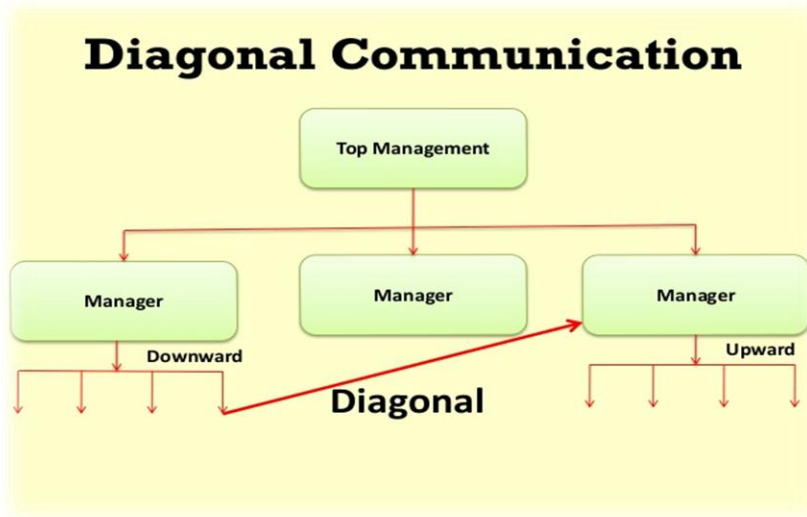 Diagonal Communication
Top Management
Manager
Manager
Manager
Downward
Upward
Diagonal